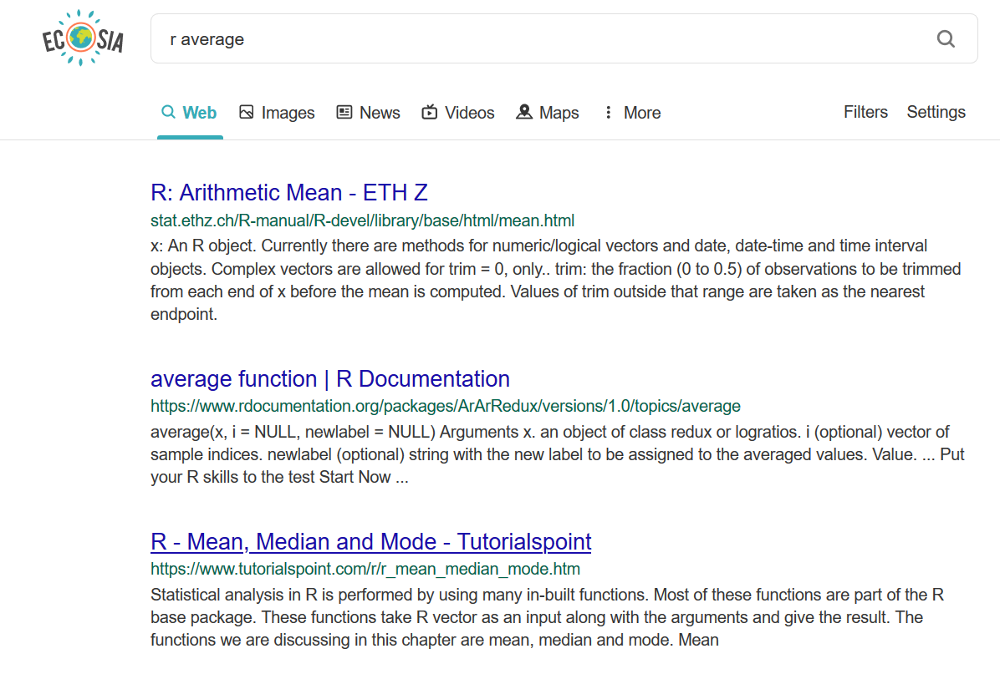 ECOSIA
r average
Web
Images
News
Videos
Maps
More
Filters
Settings
R: Arithmetic Mean - ETH Z
stat.ethz.ch/R-manual/R-devel/library/base/html/mean.html
x: An R object. Currently there are methods for numeric/logical vectors and date, date-time and time interval
objects. Complex vectors are allowed for trim = 0, only.. trim: the fraction (0 to 0.5) of observations to be trimmed
from each end of x before the mean is computed. Values of trim outside that range are taken as the nearest
endpoint.
average function | R Documentation
https://www.rdocumentation.org/packages/ArArRedux/versions/1.0/topics/average
average(x, i = NULL, newlabel = NULL) Arguments x. an object of class redux or logratios. i (optional) vector of
sample indices. newlabel (optional) string with the new label to be assigned to the averaged values. Value. ... Put
your R skills to the test Start Now ...
R - Mean, Median and Mode - Tutorialspoint
https://www.tutorialspoint.com/r/r_mean_median_mode.htm
Statistical analysis in R is performed by using many in-built functions. Most of these functions are part of the R
base package. These functions take R vector as an input along with the arguments and give the result. The
functions we are discussing in this chapter are mean, median and mode. Mean